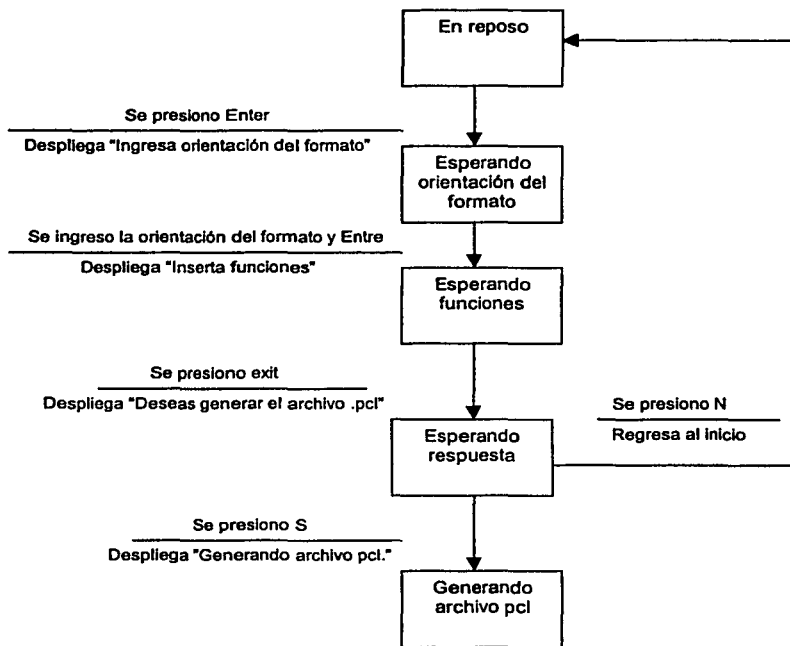 En reposo
Se presiono Enter
Despliega "Ingresa orientación del formato"
Esperando
orientación del
formato
Se ingreso la orientación del formato y Entre
Despliega "Inserta funciones"
Esperando
funciones
Se presiono exit
Despliega "Deseas generar el archivo .pcl"
Esperando
respuesta
Se presiono N
Regresa al inicio
Se presiono S
Despliega "Generando archivo pcl."
Generando
archivo pcl